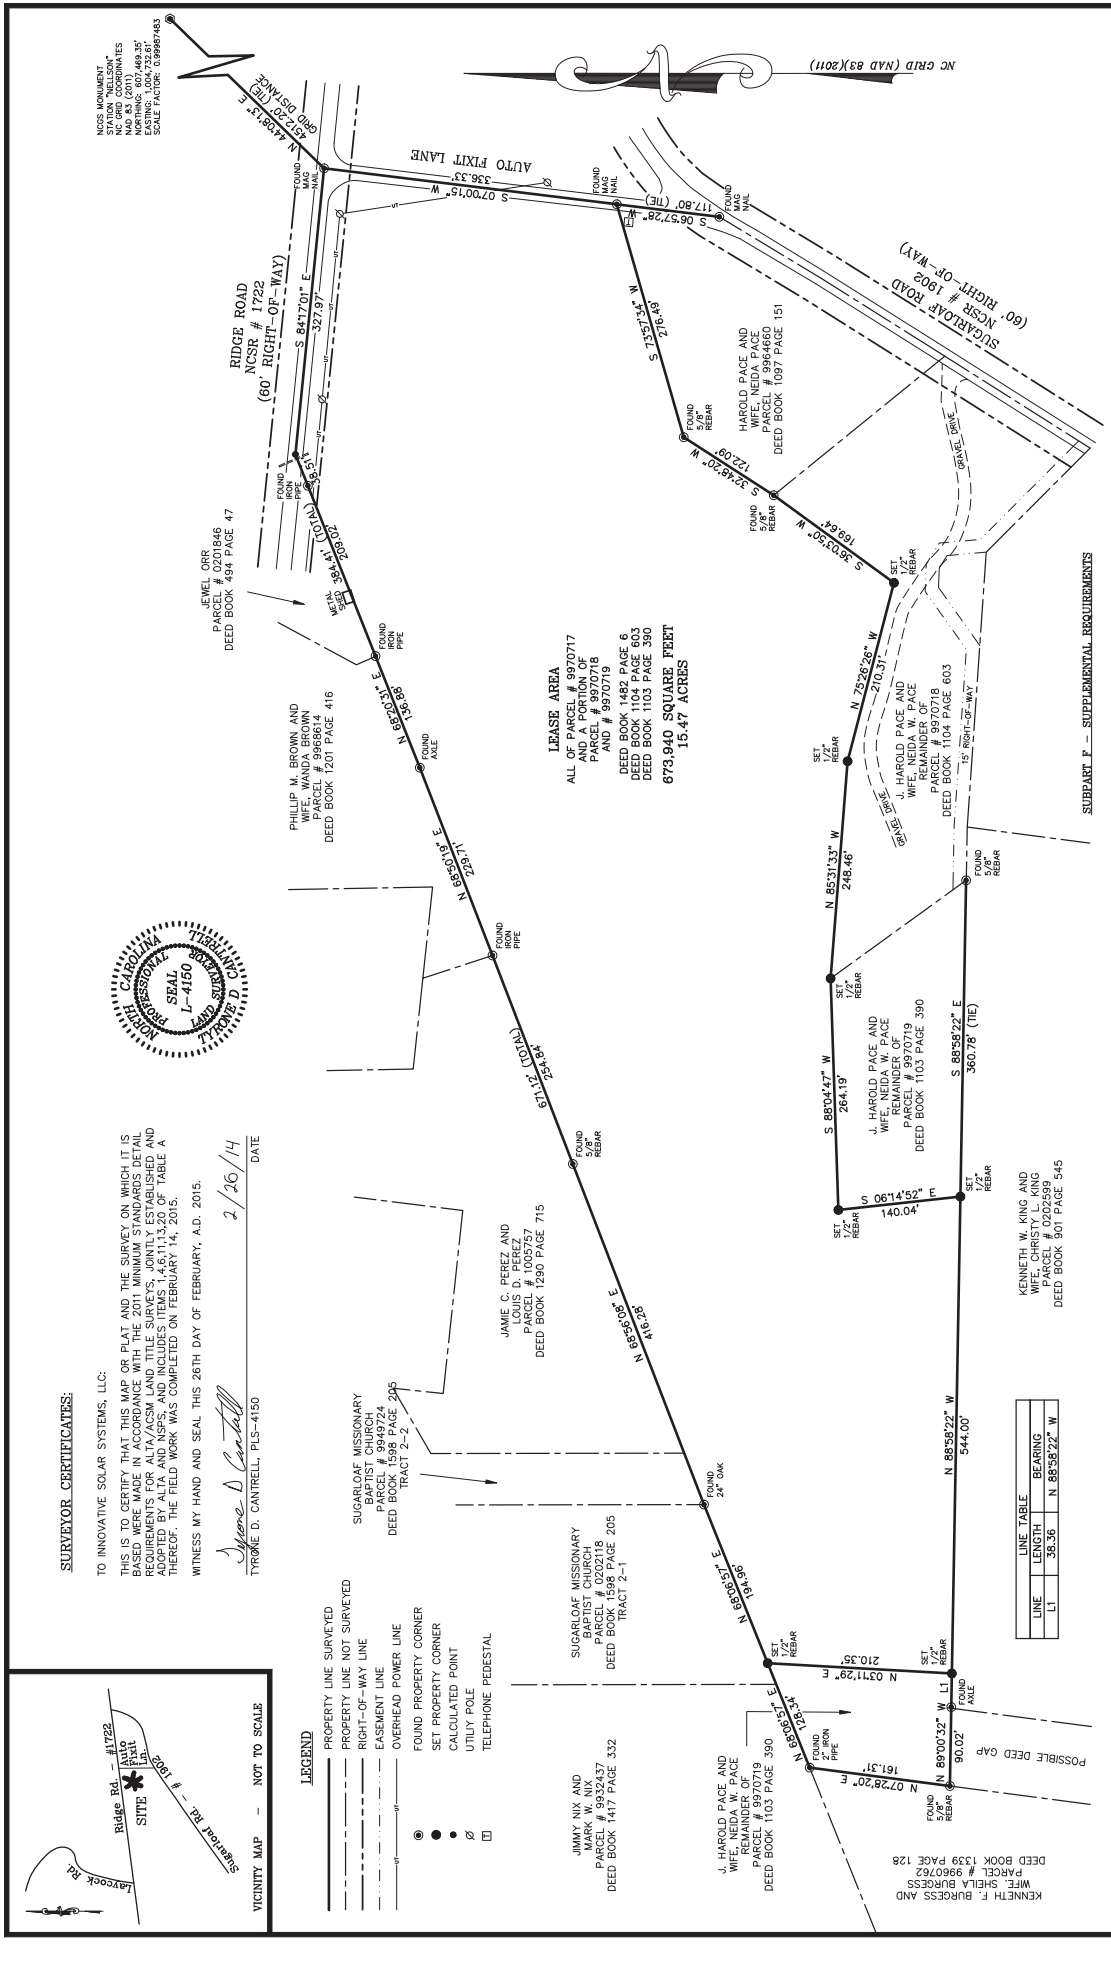 SURVEYOR CERTIFICATES:
TO INNOVATIVE SOLAR SYSTEMS, LLC:
THIS IS TO CERTIFY THAT THIS MAP OR PLAT AND THE SURVEY ON WHICH IT IS
BASED WERE MADE IN ACCORDANCE WITH THE 2011 MINIMUM STANDARDS DETAIL
REQUIREMENTS FOR ALTA/ACSM LAND TITLE SURVEYS, JOINTLY ESTABLISHED AND
ADOPTED BY ALTA AND NSPS, AND INCLUDES ITEMS 1,4,6,11,13,20 OF TABLE A
THEREOF. THE FIELD WORK WAS COMPLETED ON FEBRUARY 14, 2015.
WITNESS MY HAND AND SEAL THIS 26TH DAY OF FEBRUARY, A.D. 2015.
Tyrone D Cantrell 2/26/14
TYRONE D. CANTRELL, PLS-4150 DATE
NORTH CAROLINA
PROFESSIONAL
SEAL
L-4150
LAND SURVEYOR
TYRONE D CANTRELL
NCGS MONUMENT
STATION "NELLSON"
NC GRID COORDINATES
NAD 83 (2011)
NORTHING: 607,469.35'
EASTING: 1,004,732.61'
SCALE FACTOR: 0.99987483
N 44°08'13" E
4512.20' (TIE)
GRID DISTANCE
NC GRID (NAD 83)(2011)
Laycock Rd.
Ridge Rd. - #1722
Auto
Fixit
Ln.
SITE
Sugarloaf Rd. - # 1902
VICINITY MAP - NOT TO SCALE
LEGEND
PROPERTY LINE SURVEYED
PROPERTY LINE NOT SURVEYED
RIGHT-OF-WAY LINE
EASEMENT LINE
OVERHEAD POWER LINE
FOUND PROPERTY CORNER
SET PROPERTY CORNER
CALCULATED POINT
UTILIY POLE
TELEPHONE PEDESTAL
RIDGE ROAD
NCSR # 1722
(60' RIGHT-OF-WAY)
FOUND
MAG
NAIL
S 84°17'01" E
327.97'
AUTO FIXIT LANE
336.33'
S 07°00'15" W
FOUND
MAG
NAIL
117.80' (TIE)
S 06°57'28" W
FOUND
MAG
NAIL
SUGARLOAF ROAD
NCSR # 1902
(60' RIGHT-OF-WAY)
FOUND
IRON
PIPE
38.51'
JEWEL ORR
PARCEL # 0201846
DEED BOOK 494 PAGE 47
384.41' (TOTAL)
209.02'
METAL
SHED
FOUND
IRON
PIPE
PHILLIP M. BROWN AND
WIFE, WANDA BROWN
PARCEL # 9968614
DEED BOOK 1201 PAGE 416
N 68°20'31" E
136.88'
FOUND
AXLE
N 68°50'19" E
229.71'
FOUND
IRON
PIPE
671.12' (TOTAL)
254.84'
FOUND
5/8"
REBAR
JAMIE C. PEREZ AND
LOUIS D. PEREZ
PARCEL # 1005757
DEED BOOK 1290 PAGE 715
N 68°56'08" E
416.28'
SUGARLOAF MISSIONARY
BAPTIST CHURCH
PARCEL # 9949724
DEED BOOK 1598 PAGE 205
TRACT 2-2
FOUND
24" OAK
SUGARLOAF MISSIONARY
BAPTIST CHURCH
PARCEL # 0202118
DEED BOOK 1598 PAGE 205
TRACT 2-1
N 68°06'57" E
194.96'
SET
1/2"
REBAR
JIMMY NIX AND
MARK W. NIX
PARCEL # 9932437
DEED BOOK 1417 PAGE 332
N 68°06'57" E
128.34'
FOUND
2" IRON
PIPE
J. HAROLD PACE AND
WIFE, NEIDA W. PACE
REMAINDER OF
PARCEL # 9970719
DEED BOOK 1103 PAGE 390
161.31'
N 07°28'20" E
FOUND
5/8"
REBAR
N 89°00'32" W
90.02'
FOUND
AXLE
L1
SET
1/2"
REBAR
210.35'
N 03°11'29" E
POSSIBLE DEED GAP
KENNETH F. BURGESS AND
WIFE, SHEILA BURGESS
PARCEL # 9960762
DEED BOOK 1339 PAGE 128
LEASE AREA
ALL OF PARCEL # 9970717
AND A PORTION OF
PARCEL # 9970718
AND # 9970719
DEED BOOK 1482 PAGE 6
DEED BOOK 1104 PAGE 603
DEED BOOK 1103 PAGE 390
673,940 SQUARE FEET
15.47 ACRES
S 73°57'34" W
276.49'
FOUND
5/8"
REBAR
HAROLD PACE AND
WIFE, NEIDA PACE
PARCEL # 9964660
DEED BOOK 1097 PAGE 151
S 32°48'20" W
122.09'
FOUND
5/8"
REBAR
S 36°03'50" W
169.64'
SET
1/2"
REBAR
N 75°26'26" W
210.31'
SET
1/2"
REBAR
GRAVEL DRIVE
GRAVEL DRIVE
15' RIGHT-OF-WAY
J. HAROLD PACE AND
WIFE, NEIDA W. PACE
REMAINDER OF
PARCEL # 9970718
DEED BOOK 1104 PAGE 603
N 85°31'33" W
248.46'
SET
1/2"
REBAR
FOUND
5/8"
REBAR
S 88°04'47" W
264.19'
J. HAROLD PACE AND
WIFE, NEIDA W. PACE
REMAINDER OF
PARCEL # 9970719
DEED BOOK 1103 PAGE 390
S 88°58'22" E
360.78' (TIE)
SET
1/2"
REBAR
S 06°14'52" E
140.04'
SET
1/2"
REBAR
KENNETH W. KING AND
WIFE, CHRISTY L. KING
PARCEL # 0202599
DEED BOOK 901 PAGE 545
N 88°58'22" W
544.00'
LINE TABLE
LINE LENGTH BEARING
L1 38.36 N 88°58'22" W
SUBPART F - SUPPLEMENTAL REQUIREMENTS